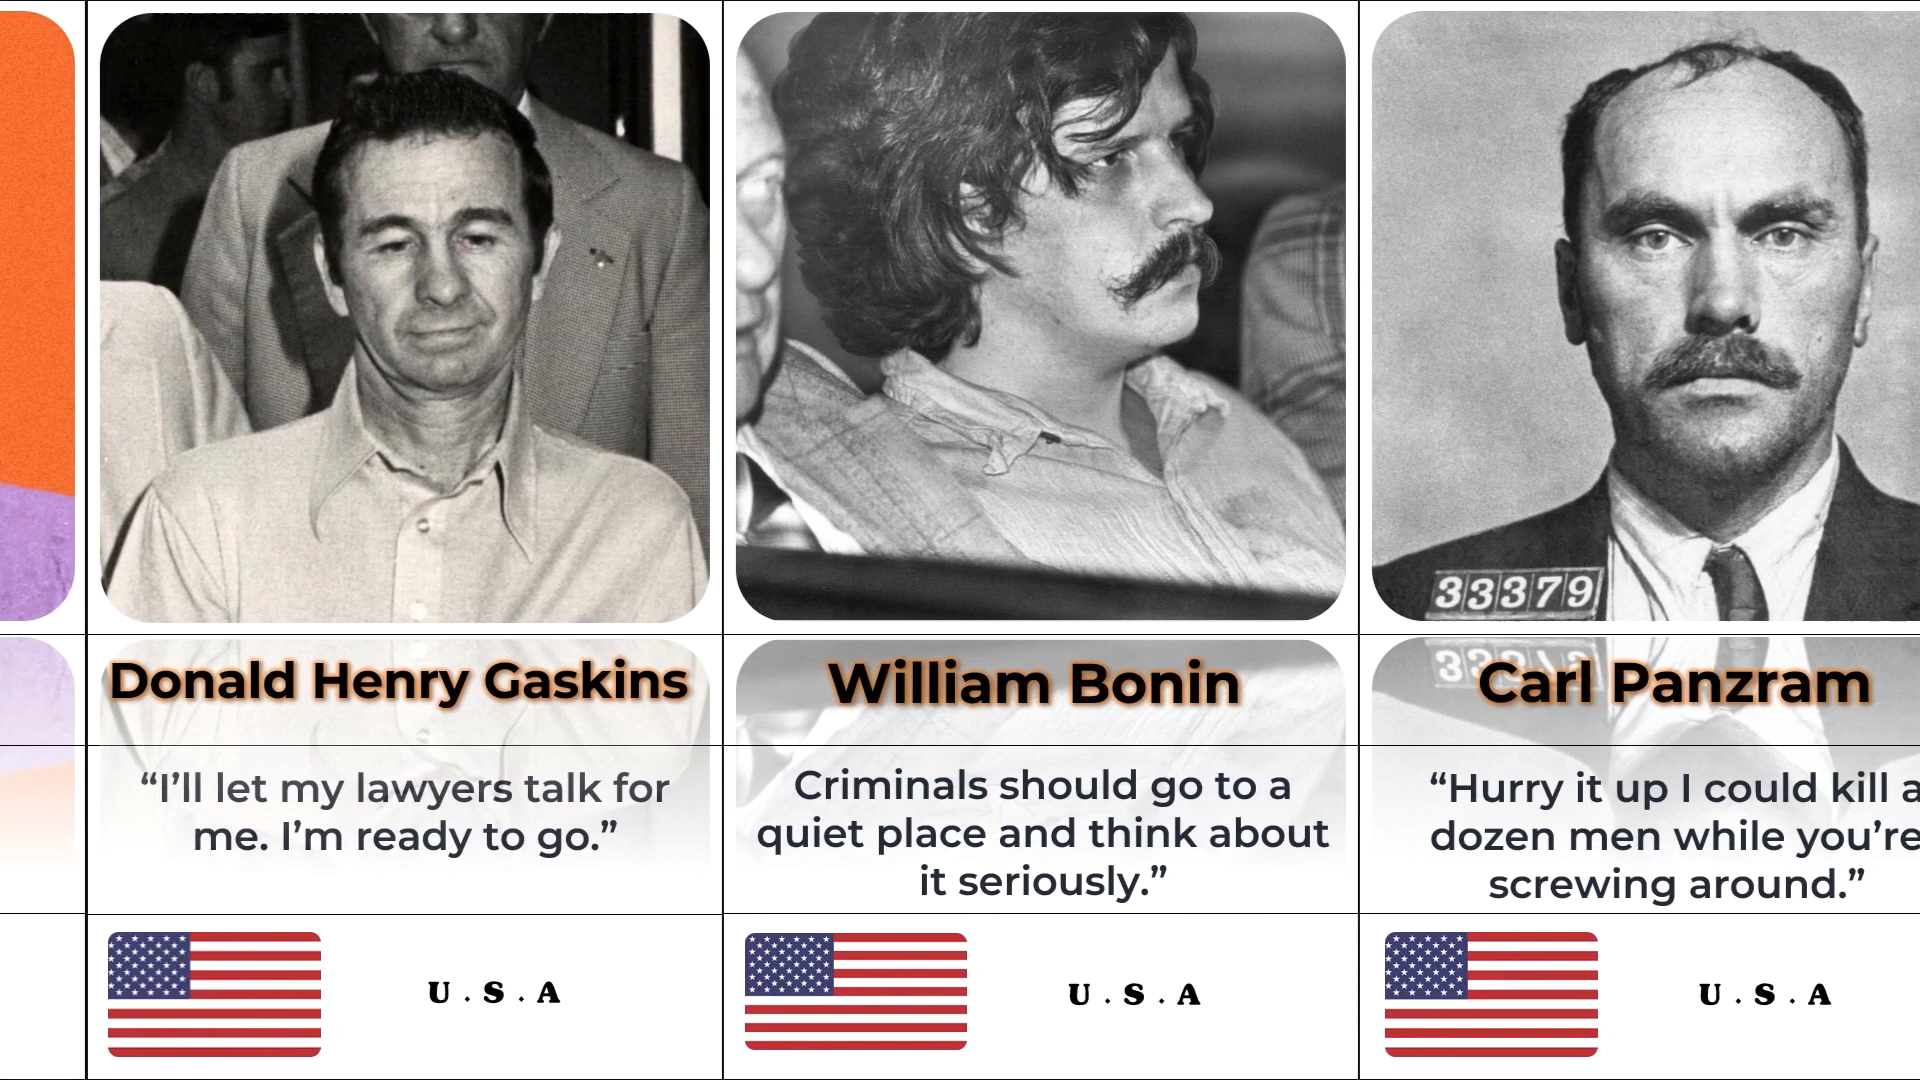 33379
Donald Henry Gaskins
“I’ll let my lawyers talk for
me. I’m ready to go.”
U.S.A
William Bonin
Criminals should go to a
quiet place and think about
it seriously.”
U.S.A
Carl Panzram
“Hurry it up I could kill a
dozen men while you’re
screwing around.”
U.S.A